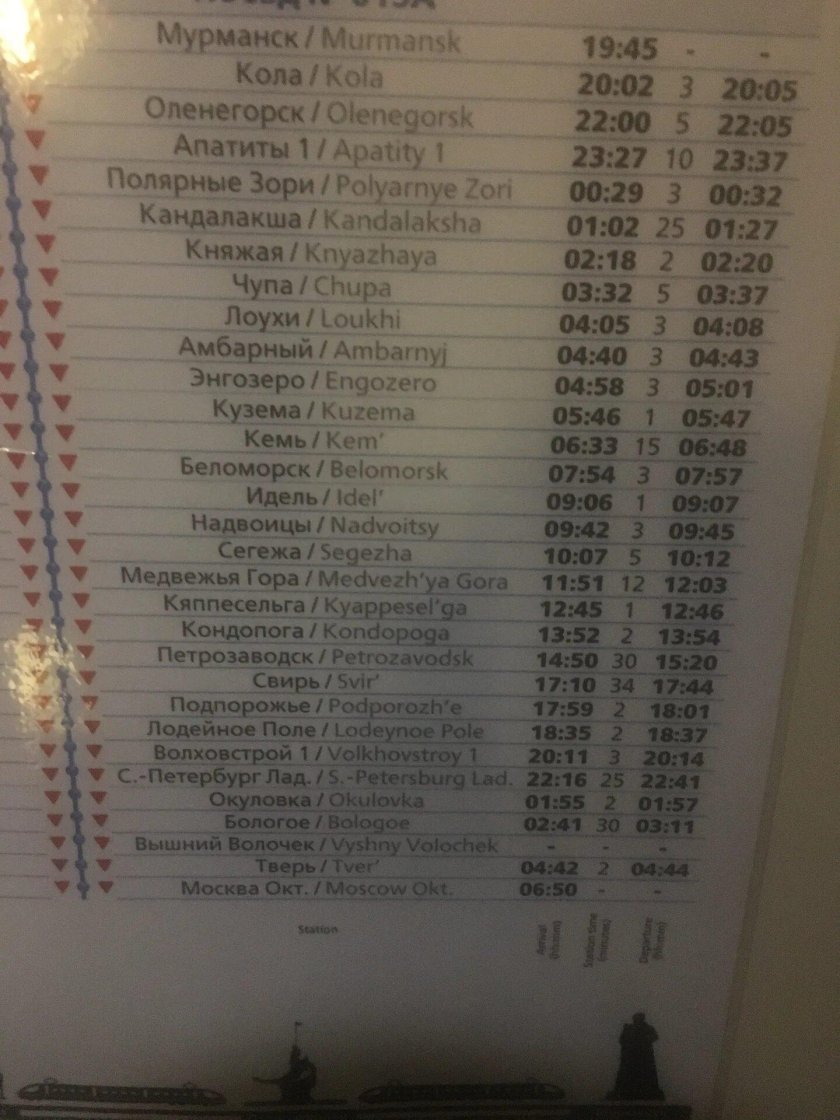 Мурманск / Murmansk 19:45 - -
Кола / Kola 20:02 3 20:05
Оленегорск / Olenegorsk 22:00 5 22:05
Апатиты 1 / Apatity 1 23:27 10 23:37
Полярные Зори / Polyarnye Zori 00:29 3 00:32
Кандалакша / Kandalaksha 01:02 25 01:27
Княжая / Knyazhaya 02:18 2 02:20
Чупа / Chupa 03:32 5 03:37
Лоухи / Loukhi 04:05 3 04:08
Амбарный / Ambarnyj 04:40 3 04:43
Энгозеро / Engozero 04:58 3 05:01
Кузема / Kuzema 05:46 1 05:47
Кемь / Kem' 06:33 15 06:48
Беломорск / Belomorsk 07:54 3 07:57
Идель / Idel' 09:06 1 09:07
Надвоицы / Nadvoitsy 09:42 3 09:45
Сегежа / Segezha 10:07 5 10:12
Медвежья Гора / Medvezh'ya Gora 11:51 12 12:03
Кяппесельга / Kyappesel'ga 12:45 1 12:46
Кондопога / Kondopoga 13:52 2 13:54
Петрозаводск / Petrozavodsk 14:50 30 15:20
Свирь / Svir' 17:10 34 17:44
Подпорожье / Podporozh'e 17:59 2 18:01
Лодейное Поле / Lodeynoe Pole 18:35 2 18:37
Волховстрой 1 / Volkhovstroy 1 20:11 3 20:14
С.-Петербург Лад. / S.-Petersburg Lad. 22:16 25 22:41
Окуловка / Okulovka 01:55 2 01:57
Бологое / Bologoe 02:41 30 03:11
Вышний Волочек / Vyshny Volochek - - -
Тверь / Tver' 04:42 2 04:44
Москва Окт. / Moscow Okt. 06:50 - -
Station Arrival Station time Departure
(minutes)